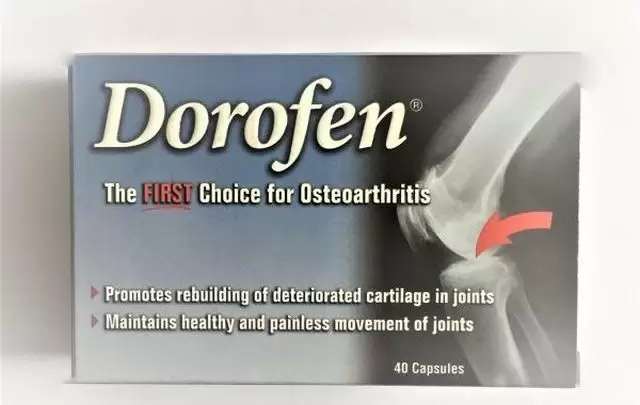 Dorofen®
The FIRST Choice for Osteoarthritis
Promotes rebuilding of deteriorated cartilage in joints
Maintains healthy and painless movement of joints
40 Capsules